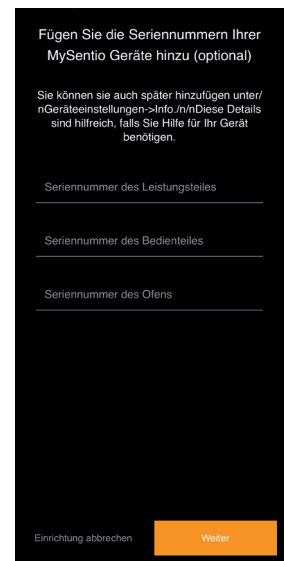 Fügen Sie die Seriennummern Ihrer
MySentio Geräte hinzu (optional)
Sie können sie auch später hinzufügen unter/
nGeräteeinstellungen->Info./n/nDiese Details
sind hilfreich, falls Sie Hilfe für Ihr Gerät
benötigen.
Seriennummer des Leistungsteiles
Seriennummer des Bedienteiles
Seriennummer des Ofens
Einrichtung abbrechen
Weiter